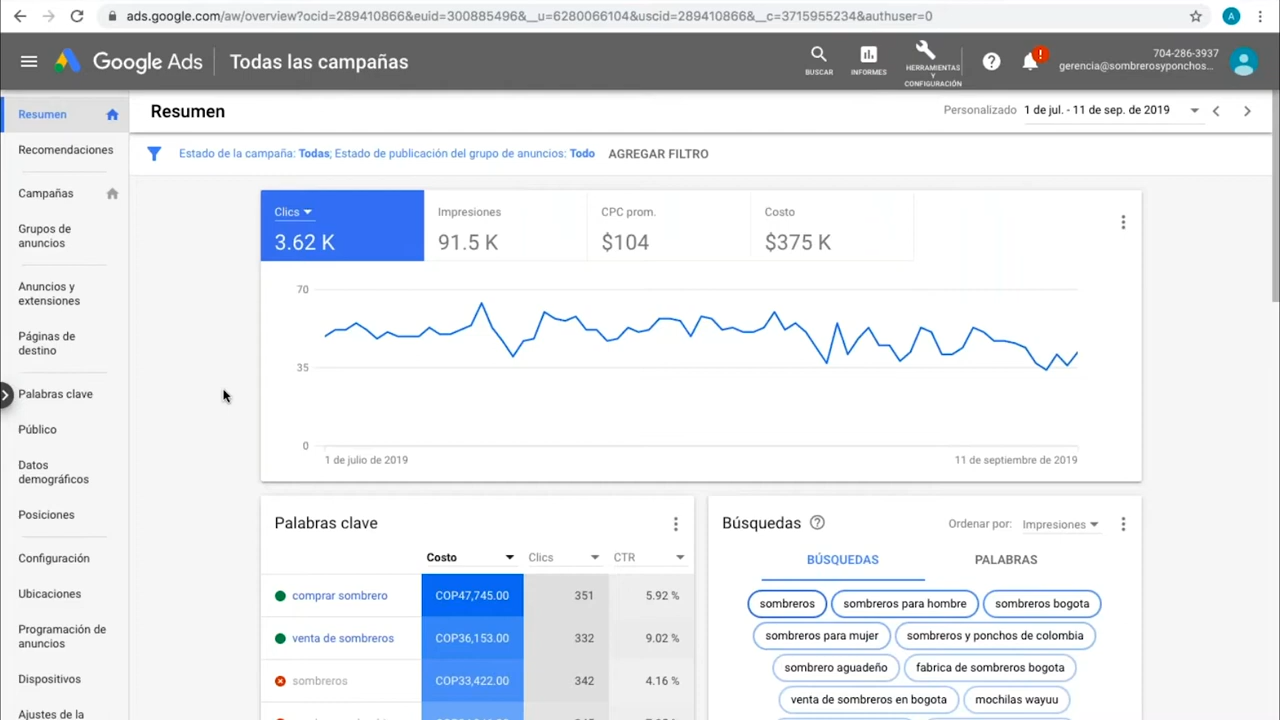 ads.google.com/aw/overview?ocid=289410866&euid=300885496&__u=6280066104&uscid=289410866&__c=3715955234&authuser=0
A
Google Ads
Todas las campañas
BUSCAR
INFORMES
HERRAMIENTAS
Y
CONFIGURACIÓN
?
!
704-286-3937
gerencia@sombrerosyponchos...
Resumen
Recomendaciones
Campañas
Grupos de
anuncios
Anuncios y
extensiones
Páginas de
destino
Palabras clave
Público
Datos
demográficos
Posiciones
Configuración
Ubicaciones
Programación de
anuncios
Dispositivos
Ajustes de la
Resumen
Personalizado 1 de jul. - 11 de sep. de 2019
Estado de la campaña: Todas; Estado de publicación del grupo de anuncios: Todo AGREGAR FILTRO
Clics
3.62 K
Impresiones
91.5 K
CPC prom.
$104
Costo
$375 K
70
35
0
1 de julio de 2019
11 de septiembre de 2019
Palabras clave
Costo Clics CTR
comprar sombrero COP47,745.00 351 5.92 %
venta de sombreros COP36,153.00 332 9.02 %
sombreros COP33,422.00 342 4.16 %
Búsquedas ?
Ordenar por: Impresiones
BÚSQUEDAS PALABRAS
sombreros sombreros para hombre sombreros bogota
sombreros para mujer sombreros y ponchos de colombia
sombrero aguadeño fabrica de sombreros bogota
venta de sombreros en bogota mochilas wayuu